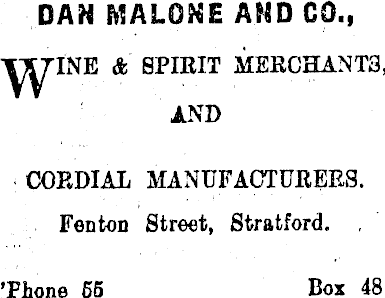 DAN MALONE AND CO.,
WINE & SPIRIT MERCHANTS,
AND
CORDIAL MANUFACTURERS.
Fenton Street, Stratford.
'Phone 55 Box 48